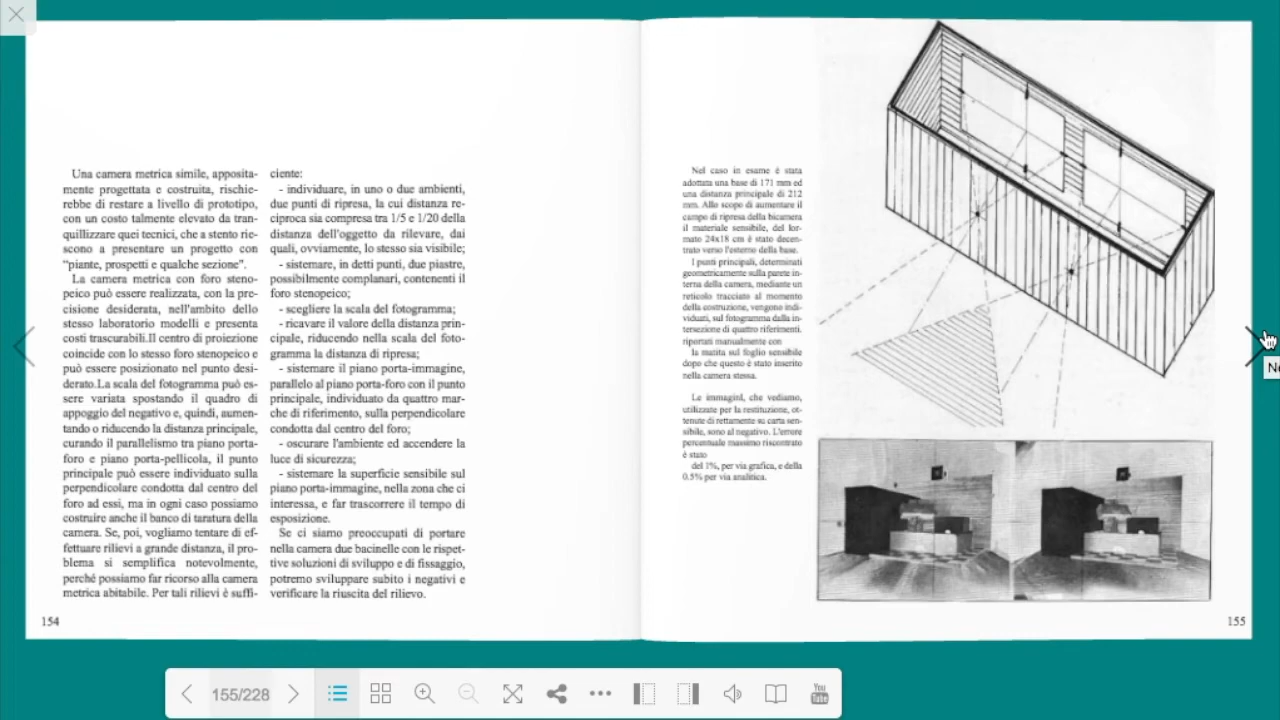 Una camera metrica simile, apposita-
mente progettata e costruita, rischie-
rebbe di restare a livello di prototipo,
con un costo talmente elevato da tran-
quillizzare quei tecnici, che a stento rie-
scono a presentare un progetto con
“piante, prospetti e qualche sezione".
La camera metrica con foro steno-
peico può essere realizzata, con la pre-
cisione desiderata, nell'ambito dello
stesso laboratorio modelli e presenta
costi trascurabili.Il centro di proiezione
coincide con lo stesso foro stenopeico e
può essere posizionato nel punto desi-
derato.La scala del fotogramma può es-
sere variata spostando il quadro di
appoggio del negativo e, quindi, aumen-
tando o riducendo la distanza principale,
curando il parallelismo tra piano porta-
foro e piano porta-pellicola, il punto
principale può essere individuato sulla
perpendicolare condotta dal centro del
foro ad essi, ma in ogni caso possiamo
costruire anche il banco di taratura della
camera. Se, poi, vogliamo tentare di ef-
fettuare rilievi a grande distanza, il pro-
blema si semplifica notevolmente,
perché possiamo far ricorso alla camera
metrica abitabile. Per tali rilievi è suffi-
ciente:
- individuare, in uno o due ambienti,
due punti di ripresa, la cui distanza re-
ciproca sia compresa tra 1/5 e 1/20 della
distanza dell'oggetto da rilevare, dai
quali, ovviamente, lo stesso sia visibile;
- sistemare, in detti punti, due piastre,
possibilmente complanari, contenenti il
foro stenopeico;
- scegliere la scala del fotogramma;
- ricavare il valore della distanza prin-
cipale, riducendo nella scala del foto-
gramma la distanza di ripresa;
- sistemare il piano porta-immagine,
parallelo al piano porta-foro con il punto
principale, individuato da quattro mar-
che di riferimento, sulla perpendicolare
condotta dal centro del foro;
- oscurare l'ambiente ed accendere la
luce di sicurezza;
- sistemare la superficie sensibile sul
piano porta-immagine, nella zona che ci
interessa, e far trascorrere il tempo di
esposizione.
Se ci siamo preoccupati di portare
nella camera due bacinelle con le rispet-
tive soluzioni di sviluppo e di fissaggio,
potremo sviluppare subito i negativi e
verificare la riuscita del rilievo.
154
Nel caso in esame è stata
adottata una base di 171 mm ed
una distanza principale di 212
mm. Allo scopo di aumentare il
campo di ripresa della bicamera
il materiale sensibile, del for-
mato 24x18 cm è stato decen-
trato verso l'esterno della base.
I punti principali, determinati
geometricamente sulla parete in-
terna della camera, mediante un
reticolo tracciato al momento
della costruzione, vengono indi-
viduati, sul fotogramma dalla in-
tersezione di quattro riferimenti.
riportati manualmente con
la matita sul foglio sensibile
dopo che questo è stato inserito
nella camera stessa.
Le immagini, che vediamo,
utilizzate per la restituzione, ot-
tenute di rettamente su carta sen-
sibile, sono al negativo. L'errore
percentuale massimo riscontrato
è stato
del 1%, per via grafica, e della
0.5% per via analitica.
155
Ne
155/228
You
Tube